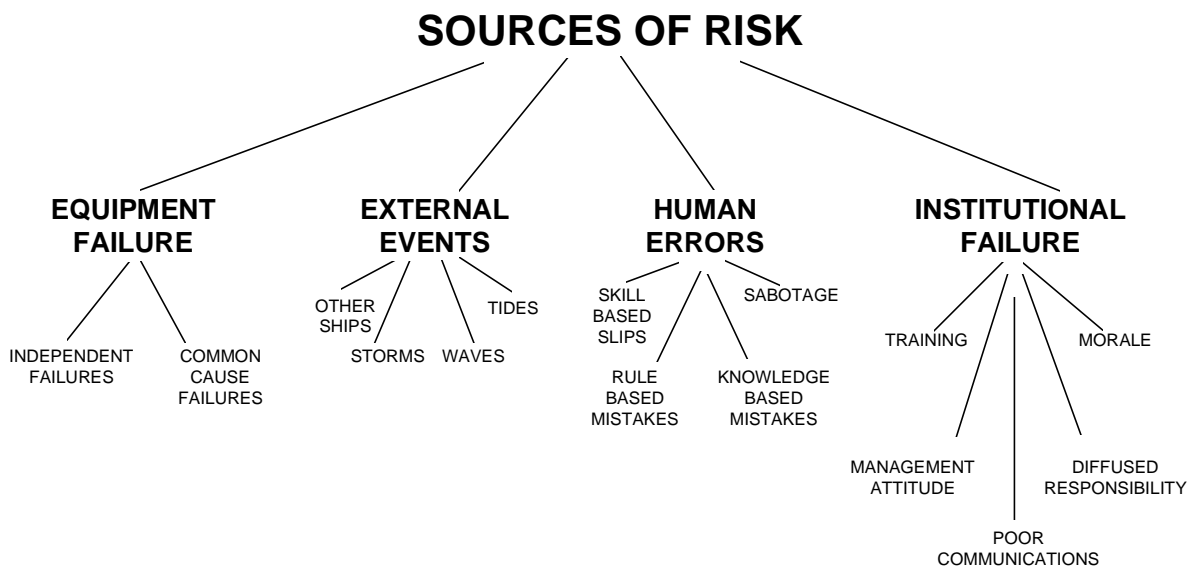 SOURCES OF RISK
EQUIPMENT
FAILURE
INDEPENDENT
FAILURES
COMMON
CAUSE
FAILURES
EXTERNAL
EVENTS
OTHER
SHIPS
STORMS
WAVES
TIDES
HUMAN
ERRORS
SKILL
BASED
SLIPS
RULE
BASED
MISTAKES
KNOWLEDGE
BASED
MISTAKES
SABOTAGE
INSTITUTIONAL
FAILURE
TRAINING
MANAGEMENT
ATTITUDE
POOR
COMMUNICATIONS
DIFFUSED
RESPONSIBILITY
MORALE